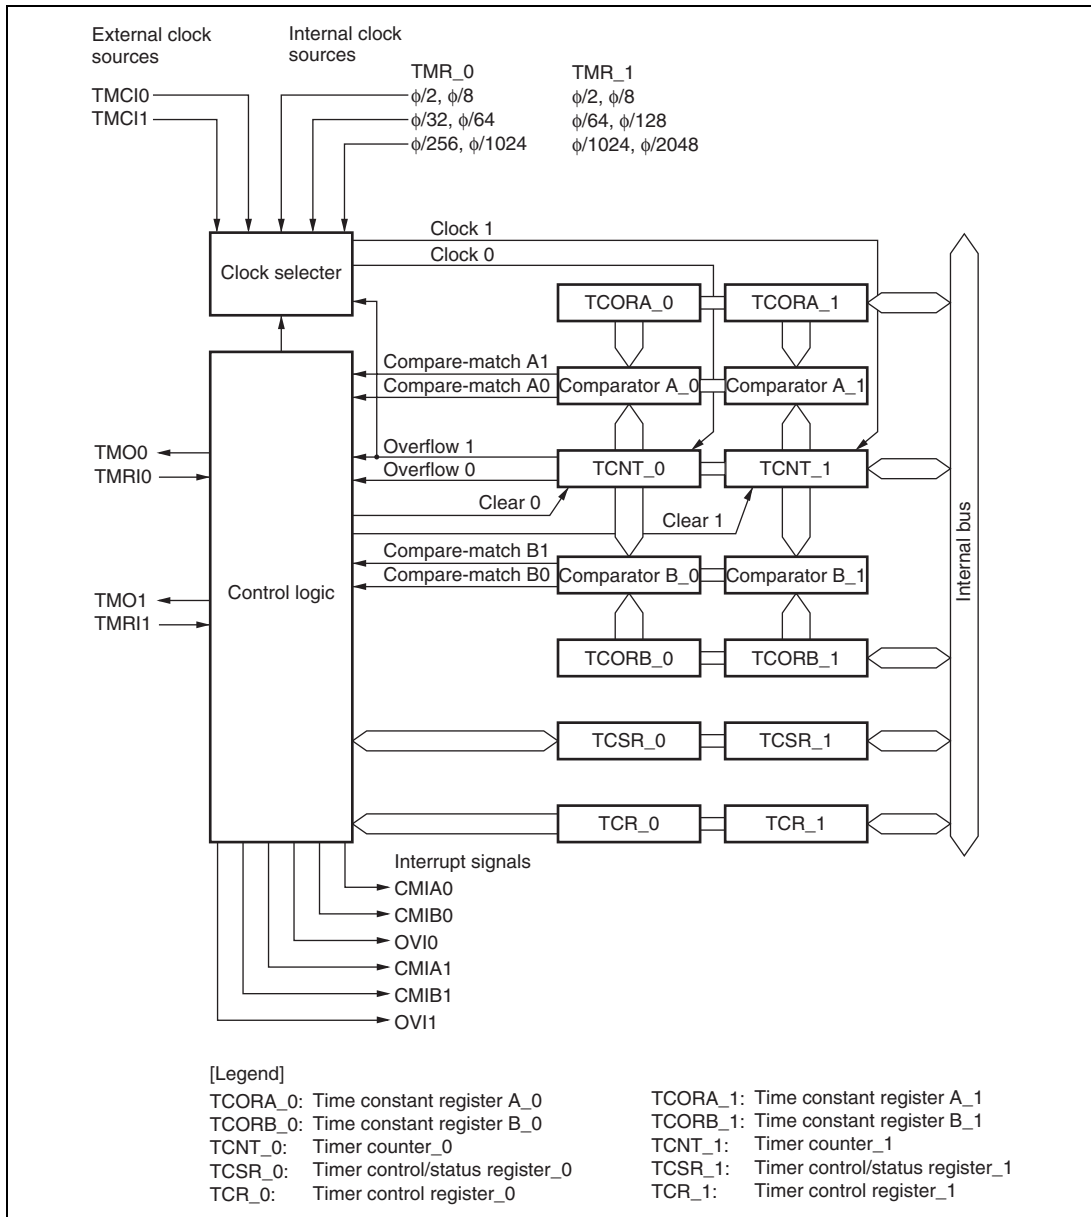 External clock sources
Internal clock sources
TMR_0
TMR_1
TMCI0
ϕ/2, ϕ/8
ϕ/2, ϕ/8
TMCI1
ϕ/32, ϕ/64
ϕ/64, ϕ/128
ϕ/256, ϕ/1024
ϕ/1024, ϕ/2048
Clock 1
Clock 0
Clock selecter
TCORA_0
TCORA_1
Compare-match A1
Compare-match A0
Comparator A_0
Comparator A_1
TMO0
TMRI0
Overflow 1
Overflow 0
TCNT_0
TCNT_1
Clear 0
Clear 1
Compare-match B1
Compare-match B0
Comparator B_0
Comparator B_1
Control logic
TMO1
TMRI1
Internal bus
TCORB_0
TCORB_1
TCSR_0
TCSR_1
TCR_0
TCR_1
Interrupt signals
CMIA0
CMIB0
OVI0
CMIA1
CMIB1
OVI1
[Legend]
TCORA_0: Time constant register A_0
TCORB_0: Time constant register B_0
TCNT_0: Timer counter_0
TCSR_0: Timer control/status register_0
TCR_0: Timer control register_0
TCORA_1: Time constant register A_1
TCORB_1: Time constant register B_1
TCNT_1: Timer counter_1
TCSR_1: Timer control/status register_1
TCR_1: Timer control register_1